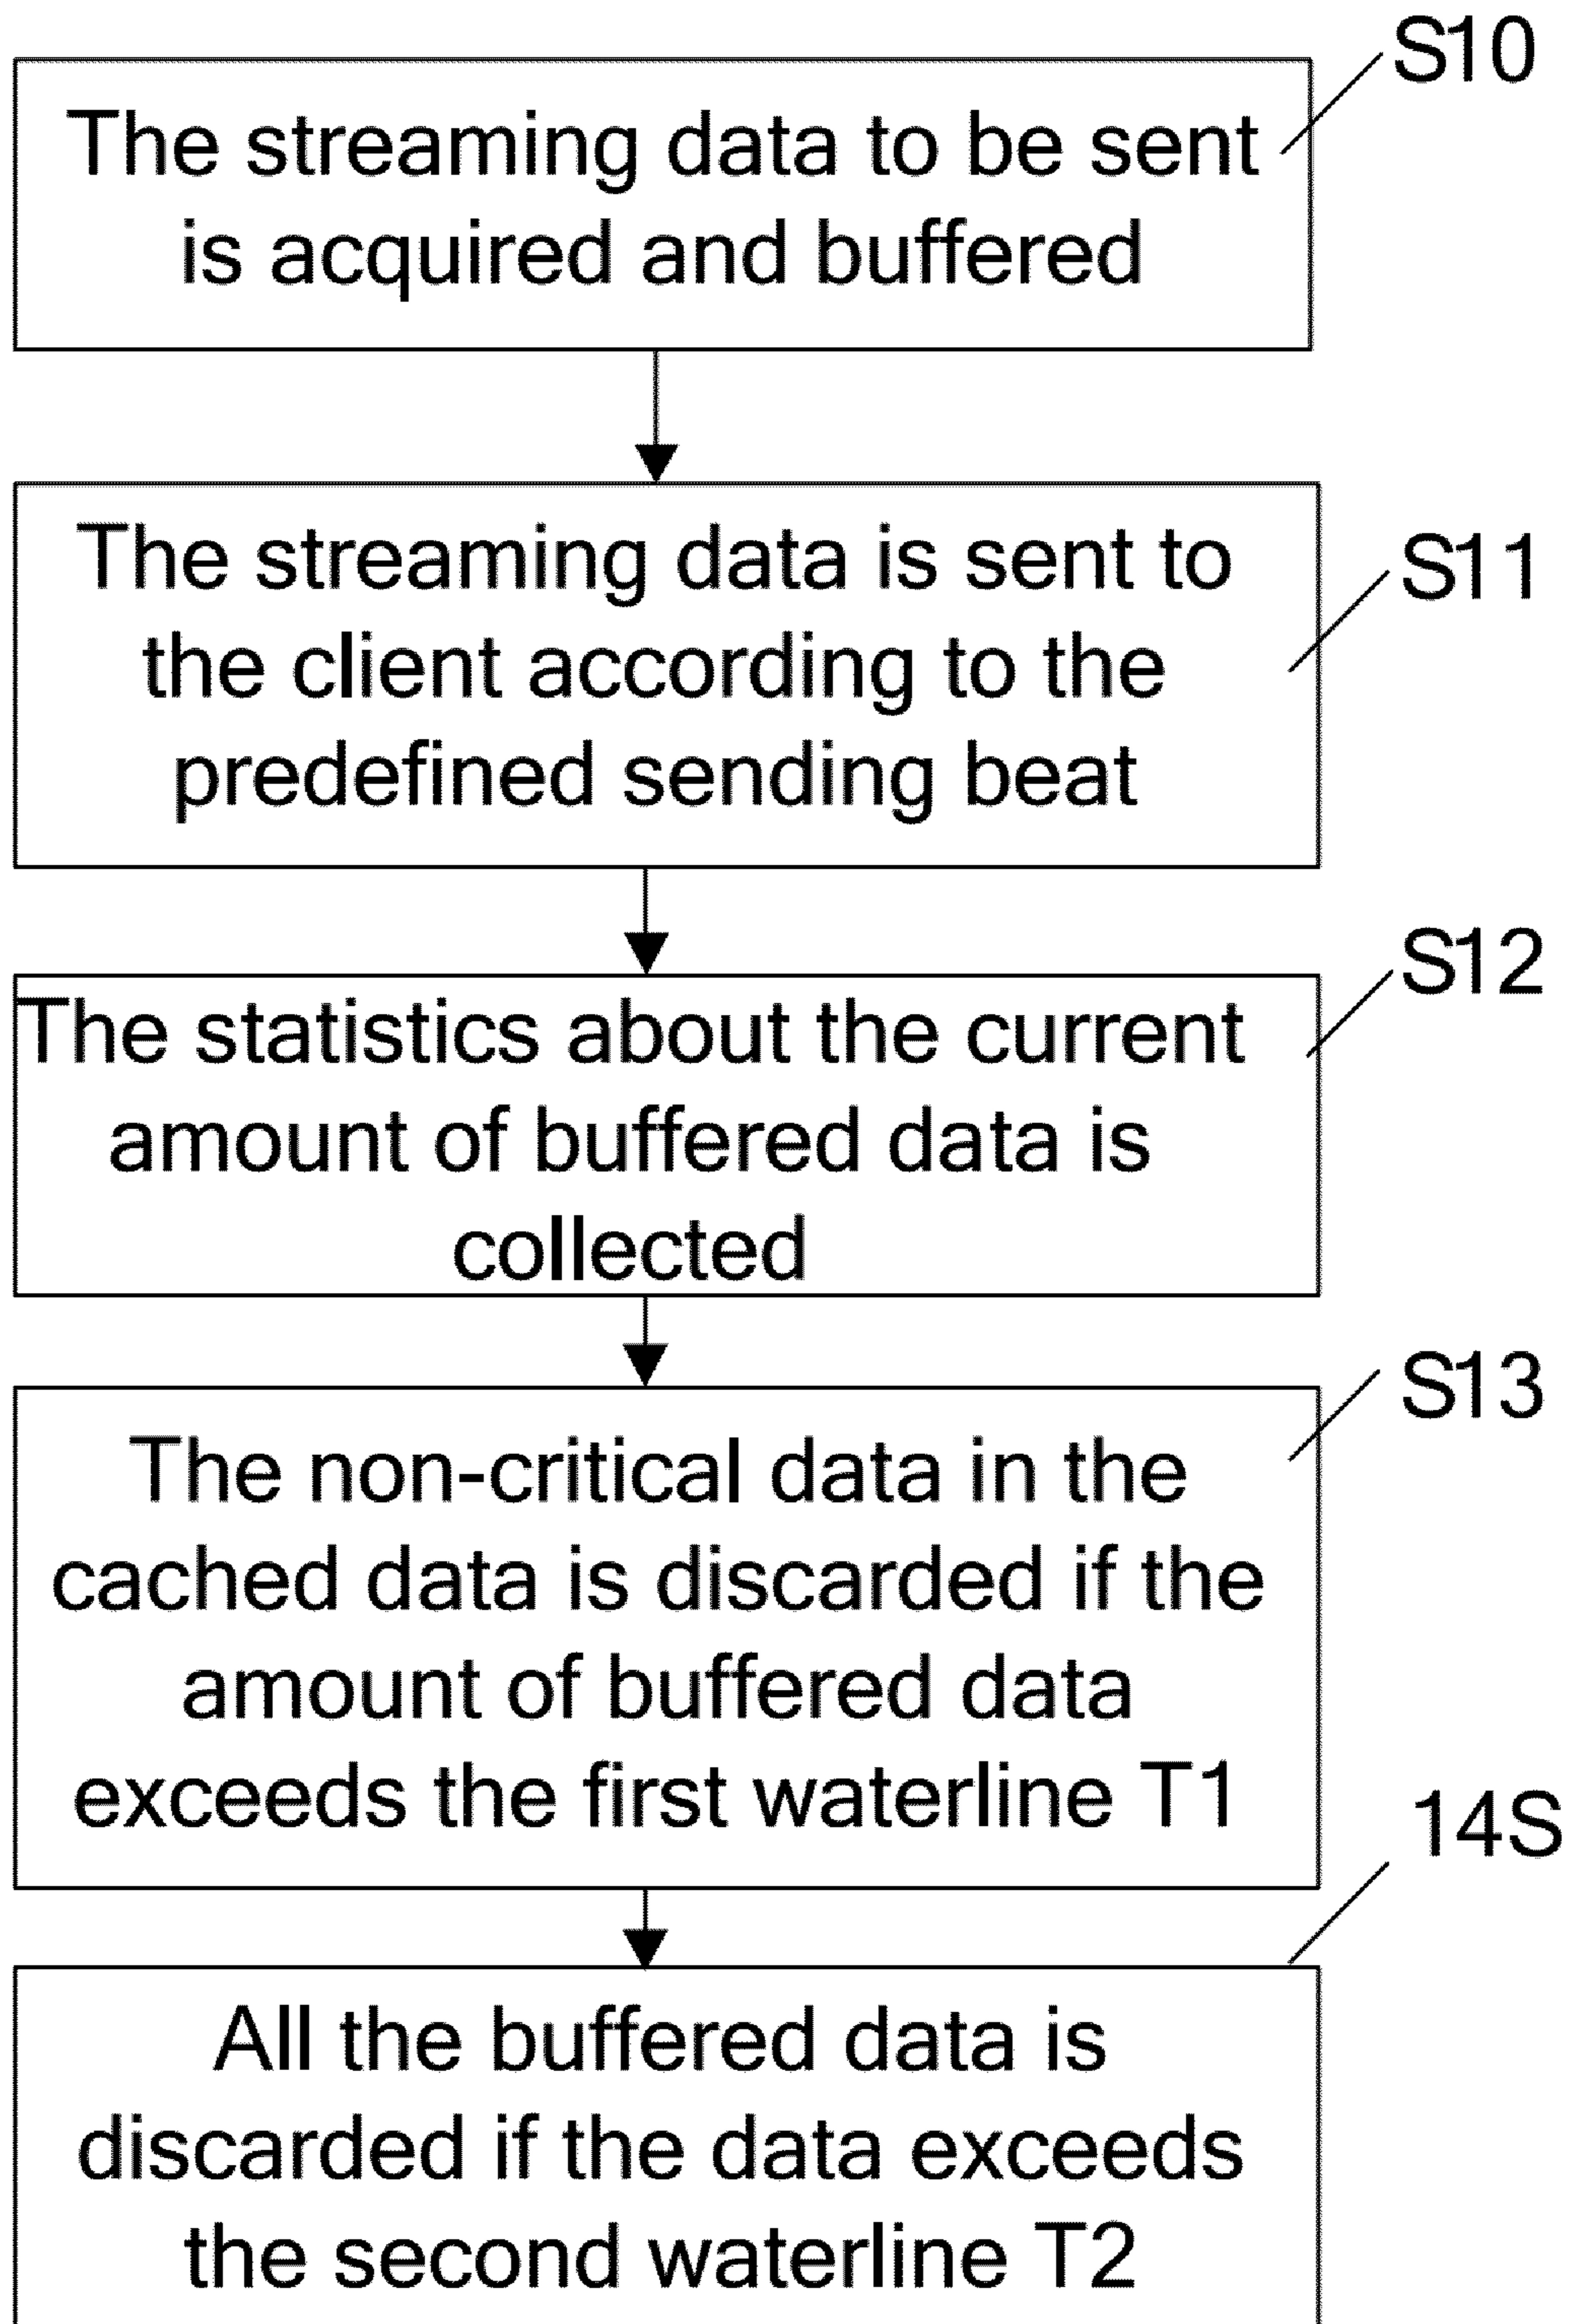 S10
The streaming data to be sent
is acquired and buffered
S11
The streaming data is sent to
the client according to the
predefined sending beat
S12
The statistics about the current
amount of buffered data is
collected
S13
The non-critical data in the
cached data is discarded if the
amount of buffered data
exceeds the first waterline T1
14S
All the buffered data is
discarded if the data exceeds
the second waterline T2